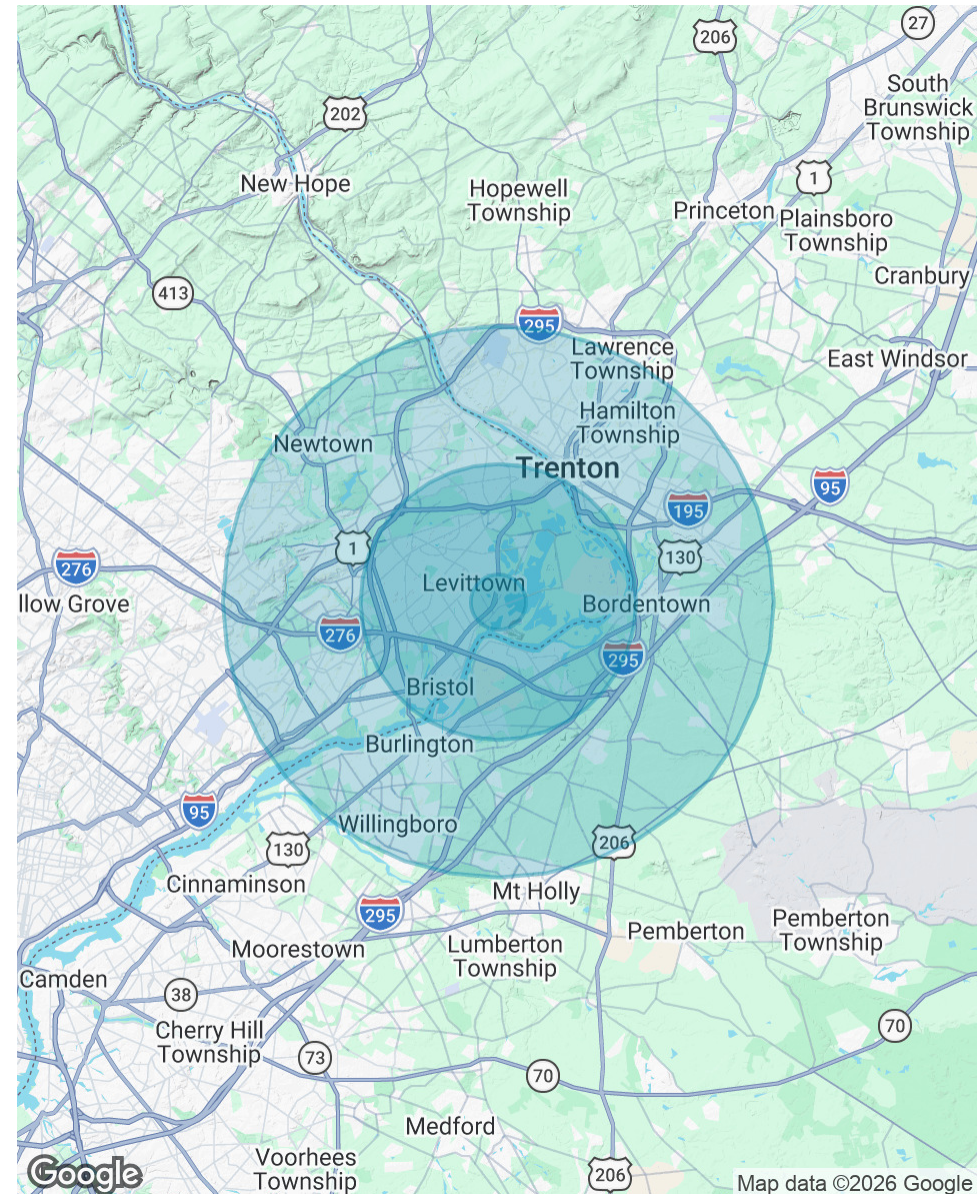 27
206
South
Brunswick
Township
202
1
New Hope
Hopewell
Township
Princeton
Plainsboro
Township
Cranbury
413
295
Lawrence
Township
East Windsor
Hamilton
Township
Newtown
Trenton
95
195
1
130
276
Levittown
llow Grove
Bordentown
276
295
Bristol
Burlington
95
Willingboro
130
206
Cinnaminson
Mt Holly
295
Pemberton
Pemberton
Township
Moorestown
Lumberton
Township
Camden
38
Cherry Hill
Township
73
70
70
Medford
Voorhees
Township
206
Google
Map data ©2026 Google